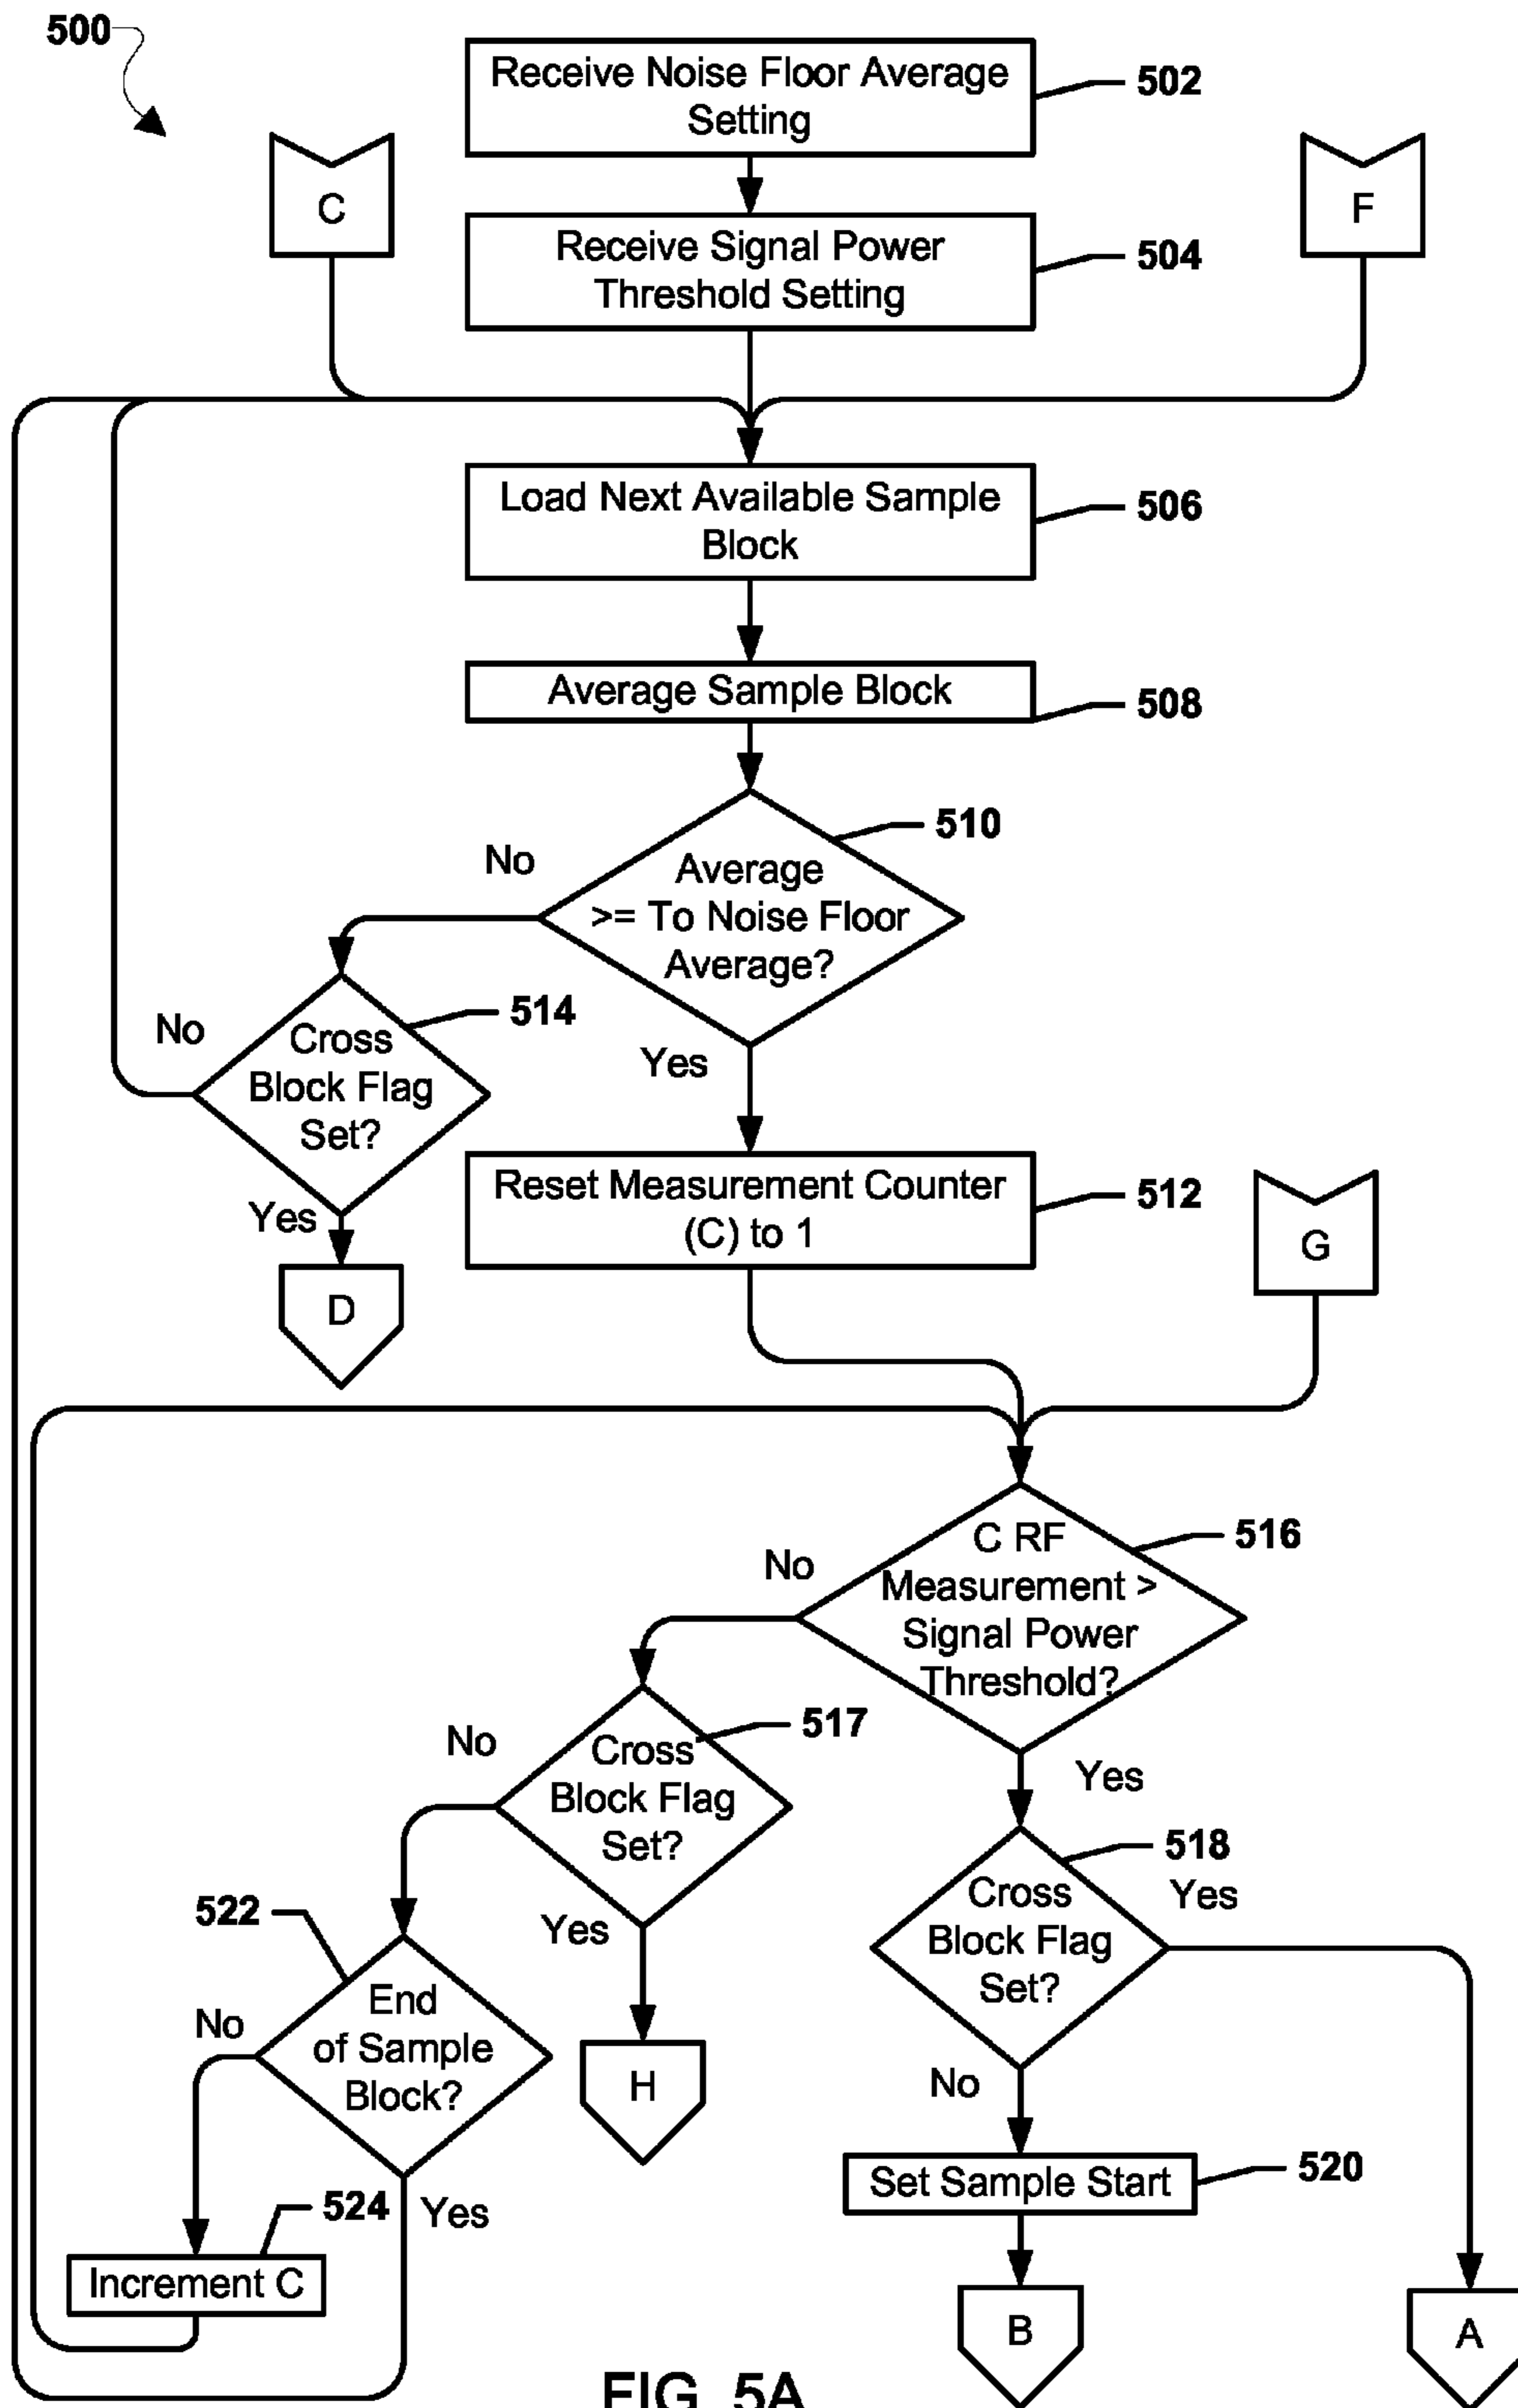 500
Receive Noise Floor Average
Setting
502
C
F
Receive Signal Power
Threshold Setting
504
Load Next Available Sample
Block
506
Average Sample Block
508
510
No
Average
>= To Noise Floor
Average?
514
No
Cross
Block Flag
Set?
Yes
Yes
Reset Measurement Counter
(C) to 1
512
G
D
C RF
Measurement >
Signal Power
Threshold?
516
No
517
No
Cross
Block Flag
Set?
Yes
518
Yes
Cross
Block Flag
Set?
522
Yes
End
of Sample
Block?
No
H
No
Set Sample Start
520
524
Yes
Increment C
B
A
FIG. 5A